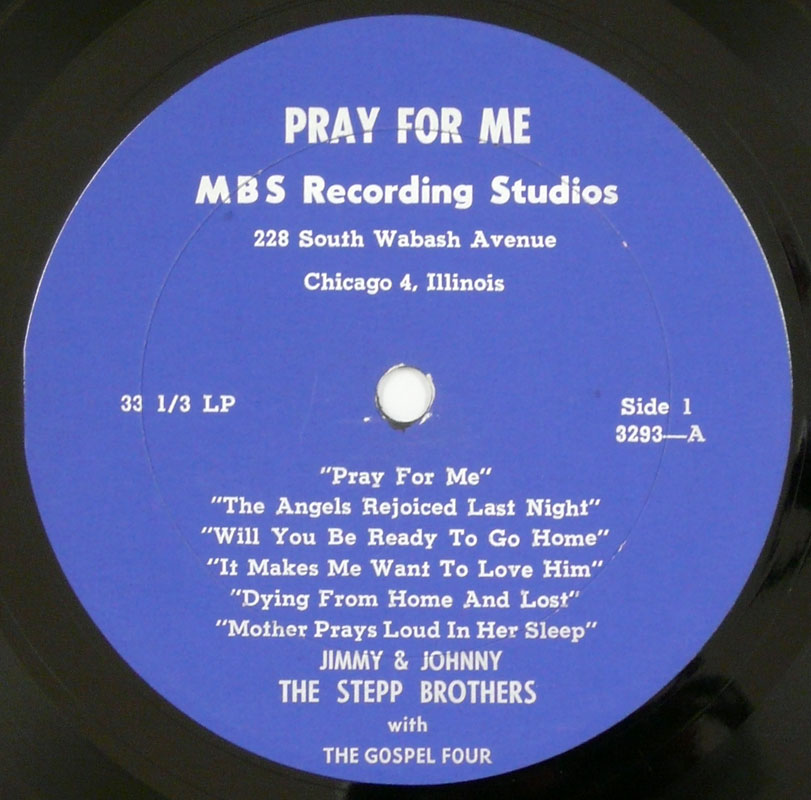 PRAY FOR ME
MBS Recording Studios
228 South Wabash Avenue
Chicago 4, Illinois
33 1/3 LP
Side 1
3293—A
"Pray For Me"
"The Angels Rejoiced Last Night"
"Will You Be Ready To Go Home"
"It Makes Me Want To Love Him"
"Dying From Home And Lost"
"Mother Prays Loud In Her Sleep"
JIMMY & JOHNNY
THE STEPP BROTHERS
with
THE GOSPEL FOUR